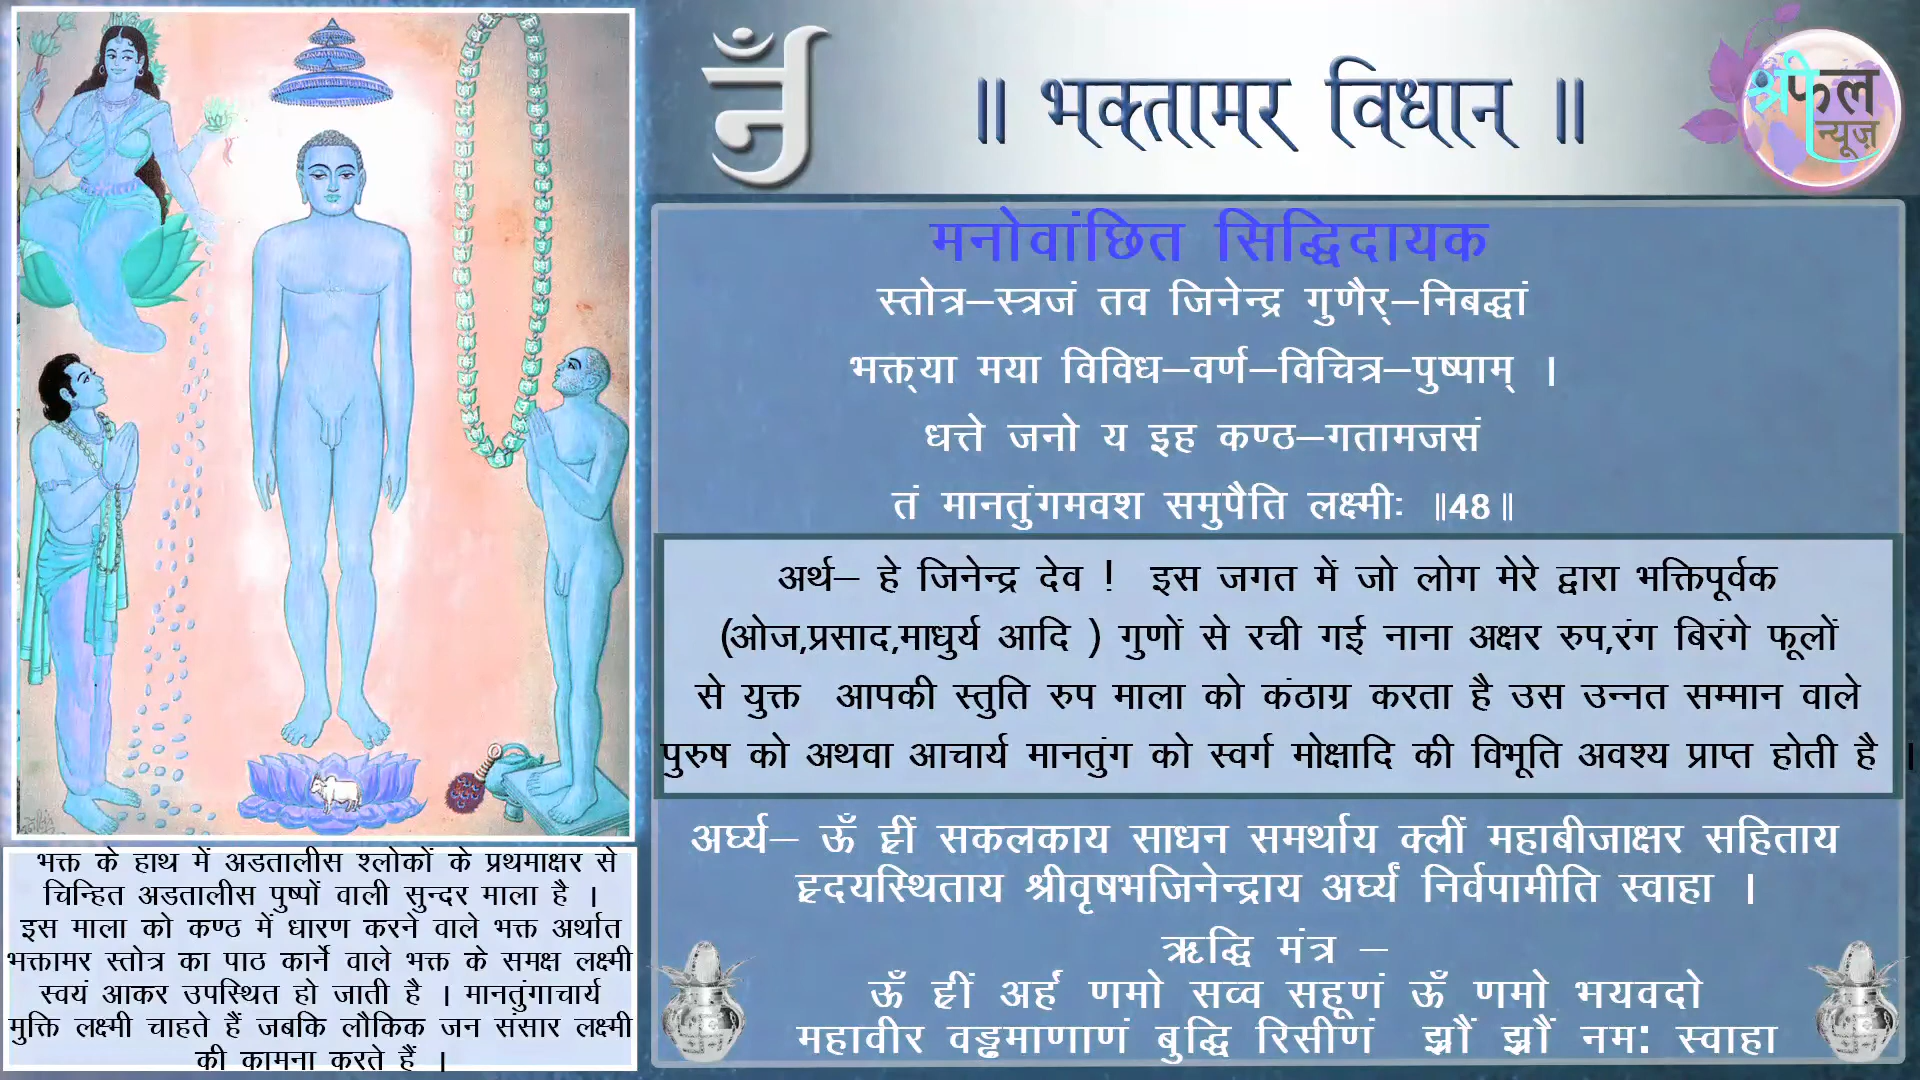 ॥ भक्तामर विधान ॥
श्रीफल
न्यूज़
मनोवांछित सिद्धिदायक
स्तोत्र–स्त्रजं तव जिनेन्द्र गुणैर्–निबद्धां
भक्त्या मया विविध–वर्ण–विचित्र–पुष्पाम् ।
धत्ते जनो य इह कण्ठ–गतामजसं
तं मानतुंगमवश समुपैति लक्ष्मीः ॥48॥
अर्थ– हे जिनेन्द्र देव ! इस जगत में जो लोग मेरे द्वारा भक्तिपूर्वक
(ओज,प्रसाद,माधुर्य आदि ) गुणों से रची गई नाना अक्षर रुप,रंग बिरंगे फूलों
से युक्त आपकी स्तुति रुप माला को कंठाग्र करता है उस उन्नत सम्मान वाले
पुरुष को अथवा आचार्य मानतुंग को स्वर्ग मोक्षादि की विभूति अवश्य प्राप्त होती है ।
अर्घ्य– ऊँ ह्रीं सकलकाय साधन समर्थाय क्लीं महाबीजाक्षर सहिताय
ह्रदयस्थिताय श्रीवृषभजिनेन्द्राय अर्घ्यं निर्वपामीति स्वाहा ।
ऋद्धि मंत्र –
ऊँ ह्रीं अर्हं णमो सव्व सहूणं ऊँ णमो भयवदो
महावीर वड्ढमाणाणं बुद्धि रिसीणं झ्रौं झ्रौं नम: स्वाहा
भक्त के हाथ में अडतालीस श्लोकों के प्रथमाक्षर से
चिन्हित अडतालीस पुष्पों वाली सुन्दर माला है ।
इस माला को कण्ठ में धारण करने वाले भक्त अर्थात
भक्तामर स्तोत्र का पाठ कार्ने वाले भक्त के समक्ष लक्ष्मी
स्वयं आकर उपस्थित हो जाती है । मानतुंगाचार्य
मुक्ति लक्ष्मी चाहते हैं जबकि लौकिक जन संसार लक्ष्मी
की कामना करते हैं ।